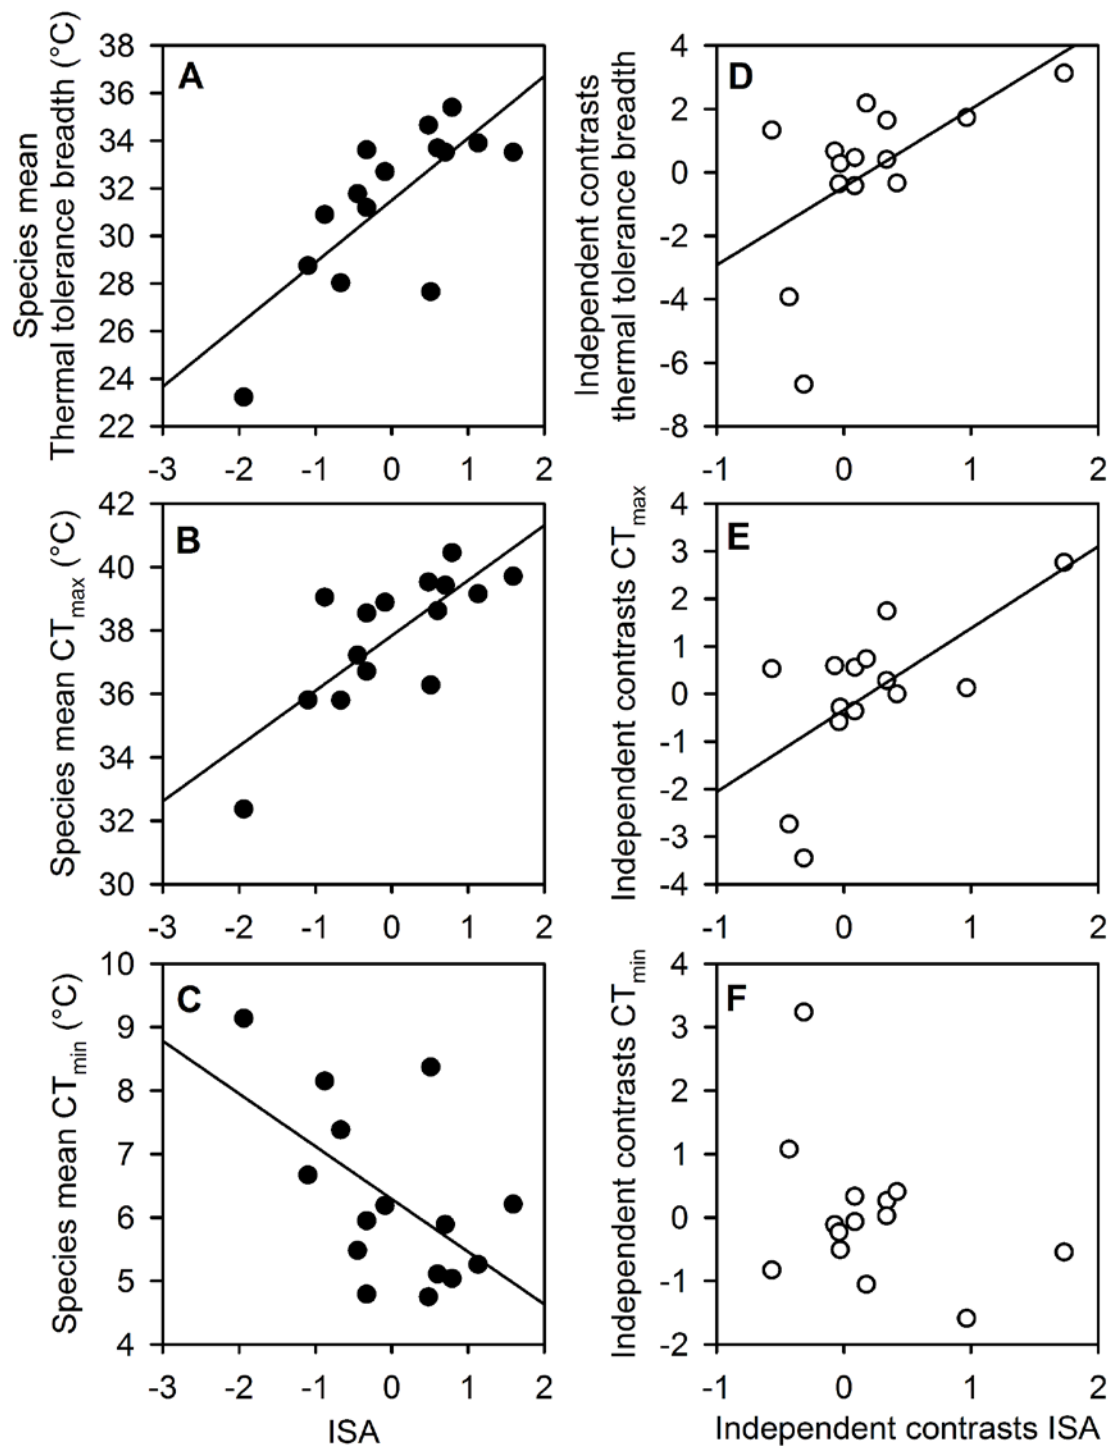 Species mean
Thermal tolerance breadth (°C)
38
36
34
32
30
28
26
24
22
A
-3 -2 -1 0 1 2
Independent contrasts
thermal tolerance breadth
4
2
0
-2
-4
-6
-8
D
-1 0 1 2
Species mean CTmax (°C)
42
40
38
36
34
32
30
B
-3 -2 -1 0 1 2
Independent contrasts CTmax
4
3
2
1
0
-1
-2
-3
-4
E
-1 0 1 2
Species mean CTmin (°C)
10
9
8
7
6
5
4
C
-3 -2 -1 0 1 2
ISA
Independent contrasts CTmin
4
3
2
1
0
-1
-2
F
-1 0 1 2
Independent contrasts ISA